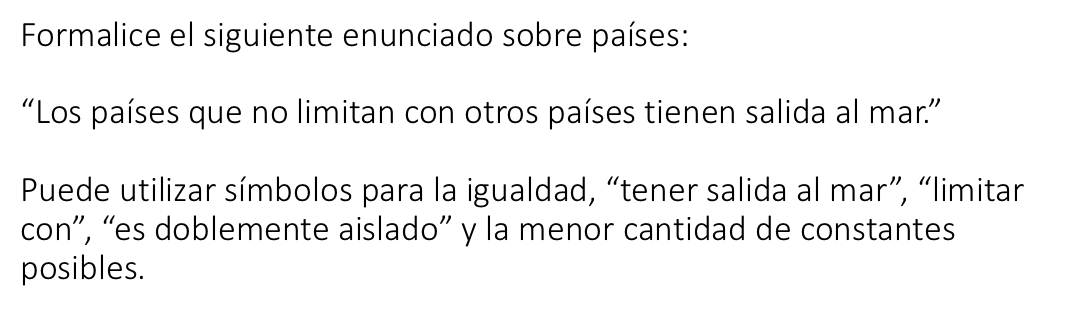 Formalice el siguiente enunciado sobre países:
“Los países que no limitan con otros países tienen salida al mar.”
Puede utilizar símbolos para la igualdad, “tener salida al mar”, “limitar
con”, “es doblemente aislado” y la menor cantidad de constantes
posibles.